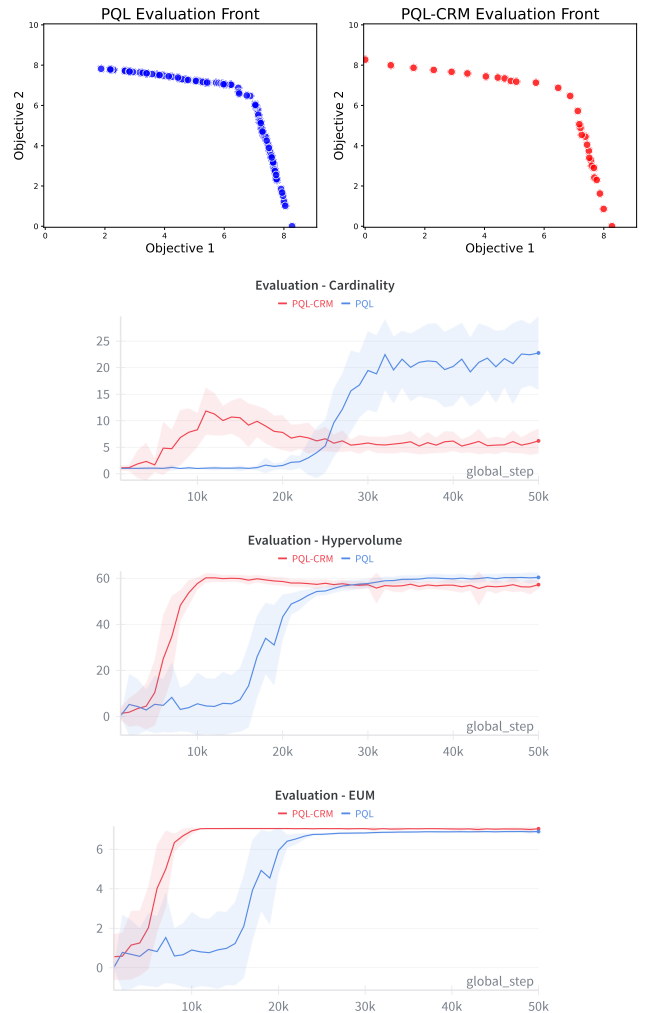 PQL Evaluation Front
PQL-CRM Evaluation Front
10
8
6
4
2
0
Objective 2
0
2
4
6
8
Objective 1
10
8
6
4
2
0
Objective 2
0
2
4
6
8
Objective 1
Evaluation - Cardinality
PQL-CRM PQL
25
20
15
10
5
0
global_step
10k
20k
30k
40k
50k
Evaluation - Hypervolume
PQL-CRM PQL
60
40
20
0
global_step
10k
20k
30k
40k
50k
Evaluation - EUM
PQL-CRM PQL
6
4
2
0
global_step
10k
20k
30k
40k
50k